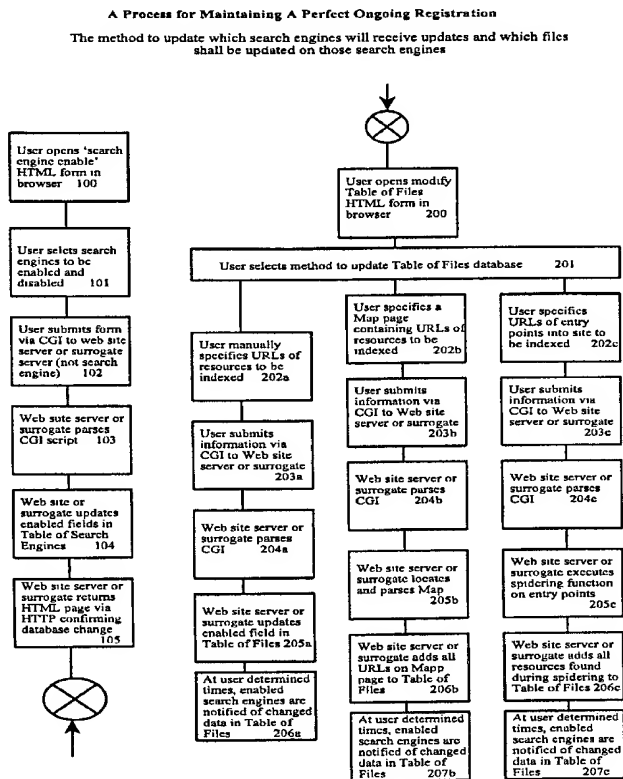 A Process for Maintaining A Perfect Ongoing Registration
The method to update which search engines will receive updates and which files
shall be updated on those search engines
User opens 'search
engine enable'
HTML form in
browser 100
User selcts search
engines to be
enabled and
disabled 101
User submits form
via CGI to web site
server or surrogate
server (not search
engine) 102
Web sute server or
surrogate parses
CGI script 103
Web site or
surrogate updates
enabled fields in
Table of Search
Engines 104
Web site server or
surrogate returns
HTML page via
HTTP confirming
database change
105
User opens modify
Table of Files
HTML form in
browser 200
User selects method to update Table of Files database 201
User manually
specifies URLs of
resources to be
indexed 202a
User submits
information via
CGI to Web site
server or surrogate
203a
Web site server or
surrogate parses
CGI 204a
Web site server or
surrogate updates
enabled field in
Table of Files 205a
At user determined
times, enabled
search engines are
notified of changed
data in Table of
Files 206a
User specifies a
Map page
containing URLs of
resources to be
indexed 202b
User submits
information via
CGI to Web site
server or surrogate
203b
Web site server or
surrogate parses
CGI 204b
Web site server or
surrogate locates
and parses Map
205b
Web site server or
surrogate adds all
URLs on Mapp
page to Table of
Files 206b
At user determined
times, enabled
search engines are
notified of changed
data in Table of
Files 207b
User specifies
URLs of entry
points into site to
be indexed 202c
User submits
information via
CGI to Web site
server or surrogate
203c
Web site server or
surrogate parses
CGI 204c
Web site server or
surrogate executes
spidering function
on entry points
205c
Web site server or
surrogate adds all
resources found
during spidering to
Table of Files 206c
At user determined
times, enabled
search engines are
notified of changed
data in Table of
Files 207c